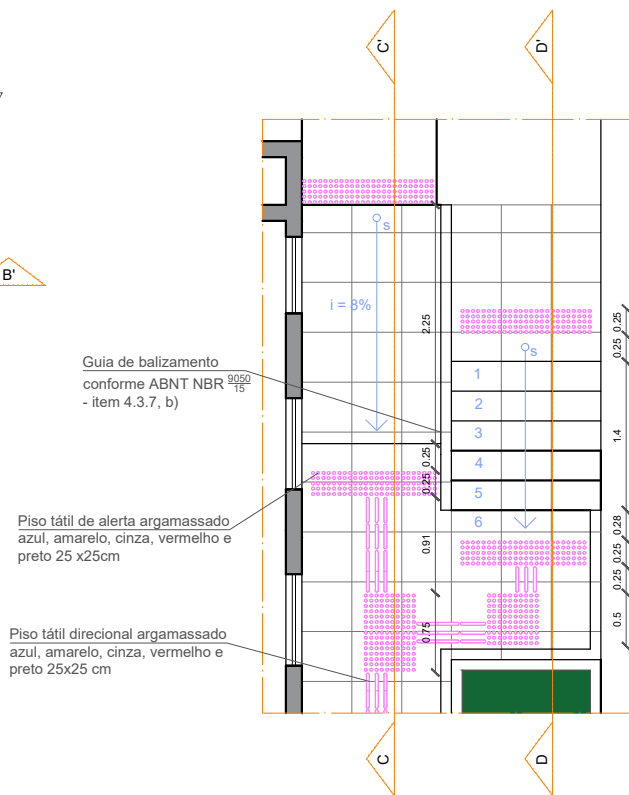 C'
D'
B'
s
i = 8%
2.25
0.25
0.25
s
Guia de balizamento
conforme ABNT NBR 9050/15
- item 4.3.7, b)
1
2
3
4
5
6
1.4
0.25
0.25
0.91
0.75
0.28
0.25
0.25
0.5
Piso tátil de alerta argamassado
azul, amarelo, cinza, vermelho e
preto 25 x25cm
Piso tátil direcional argamassado
azul, amarelo, cinza, vermelho e
preto 25x25 cm
C
D